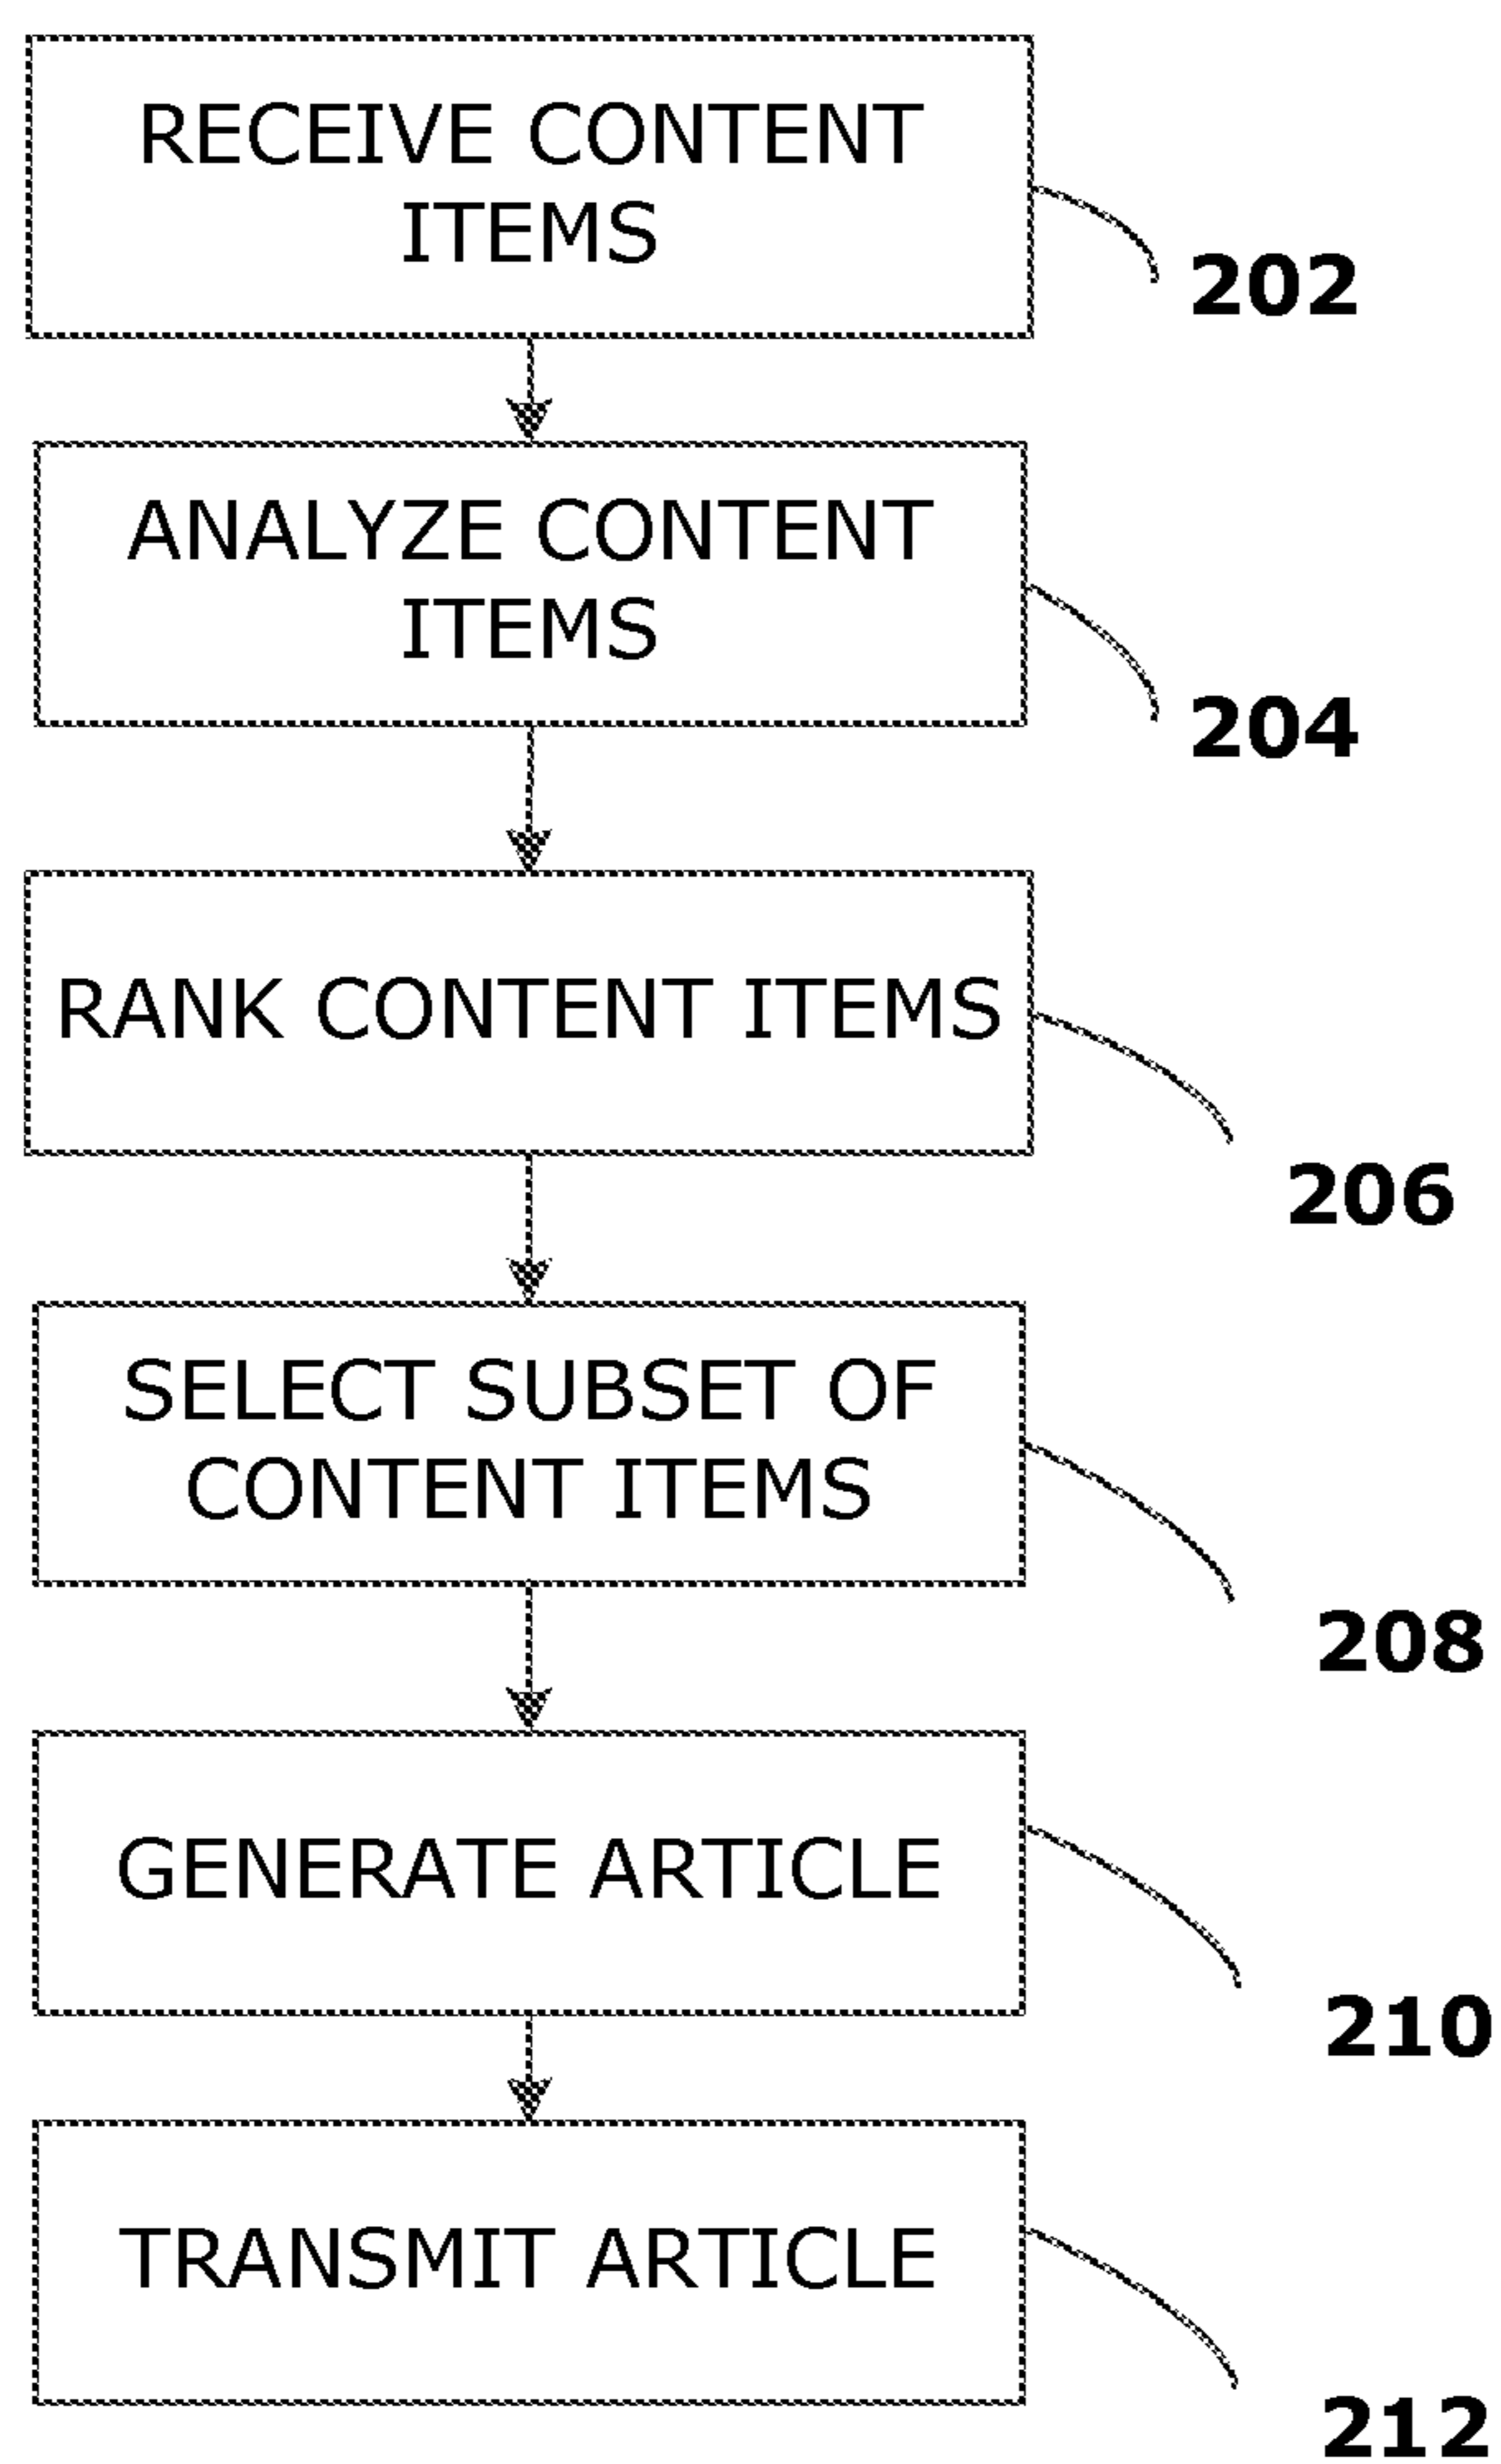 RECEIVE CONTENT
ITEMS
202
ANALYZE CONTENT
ITEMS
204
RANK CONTENT ITEMS
206
SELECT SUBSET OF
CONTENT ITEMS
208
GENERATE ARTICLE
210
TRANSMIT ARTICLE
212